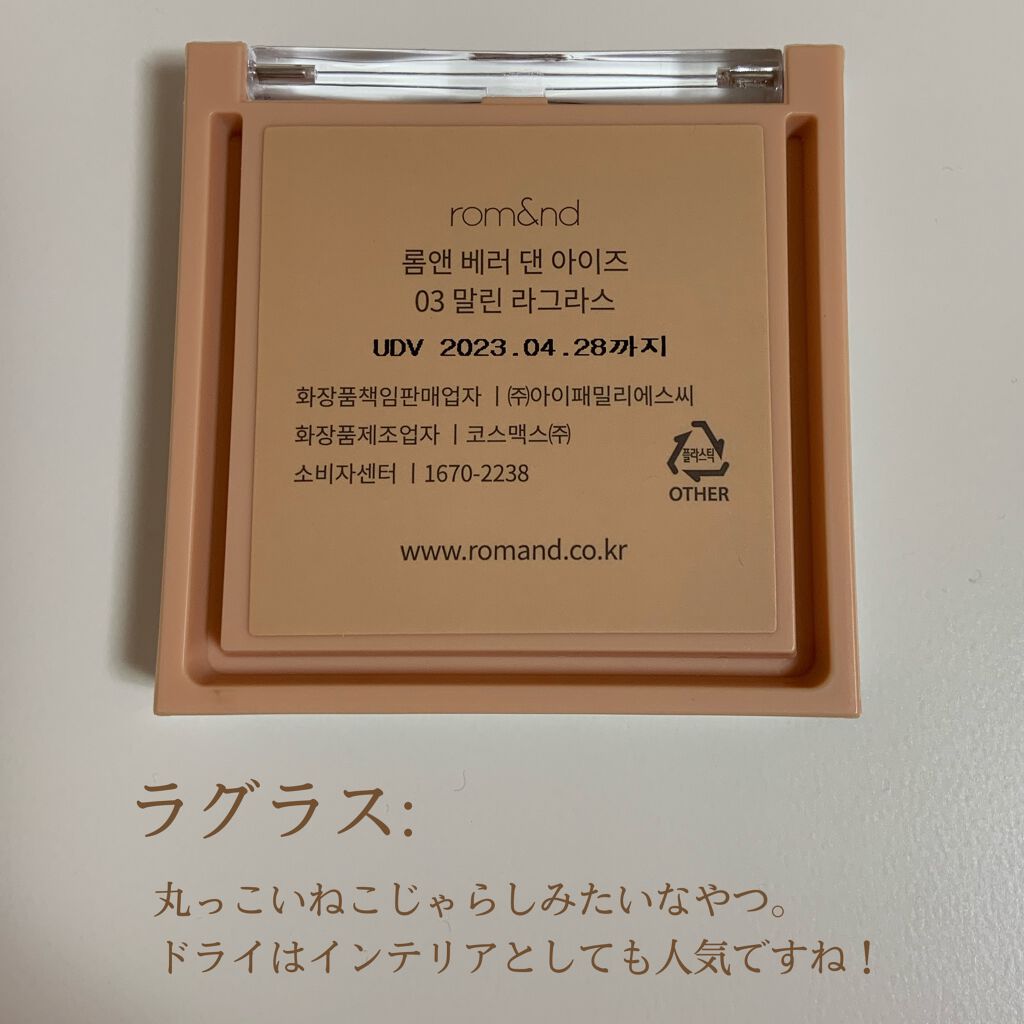 rom&nd
롬앤 베러 댄 아이즈
03 말린 라그라스
UDV 2023.04.28까지
화장품책임판매업자 | ㈜아이패밀리에스씨
화장품제조업자 | 코스맥스㈜
소비자센터 | 1670-2238
플라스틱
OTHER
www.romand.co.kr
ラグラス:
丸っこいねこじゃらしみたいなやつ。
ドライはインテリアとしても人気ですね！